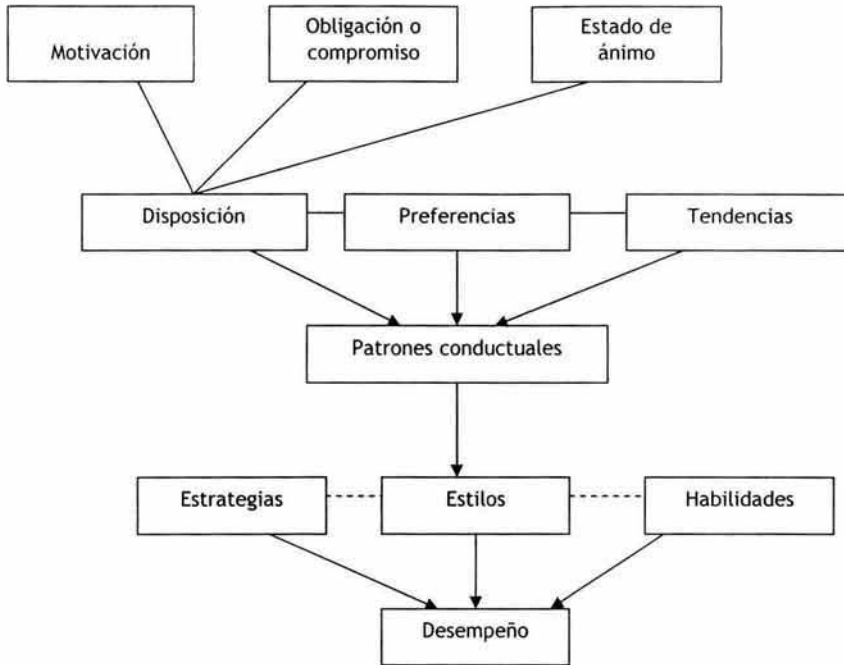 Motivación
Obligación o
compromiso
Estado de
ánimo
Disposición
Preferencias
Tendencias
Patrones conductuales
Estrategias
Estilos
Habilidades
Desempeño